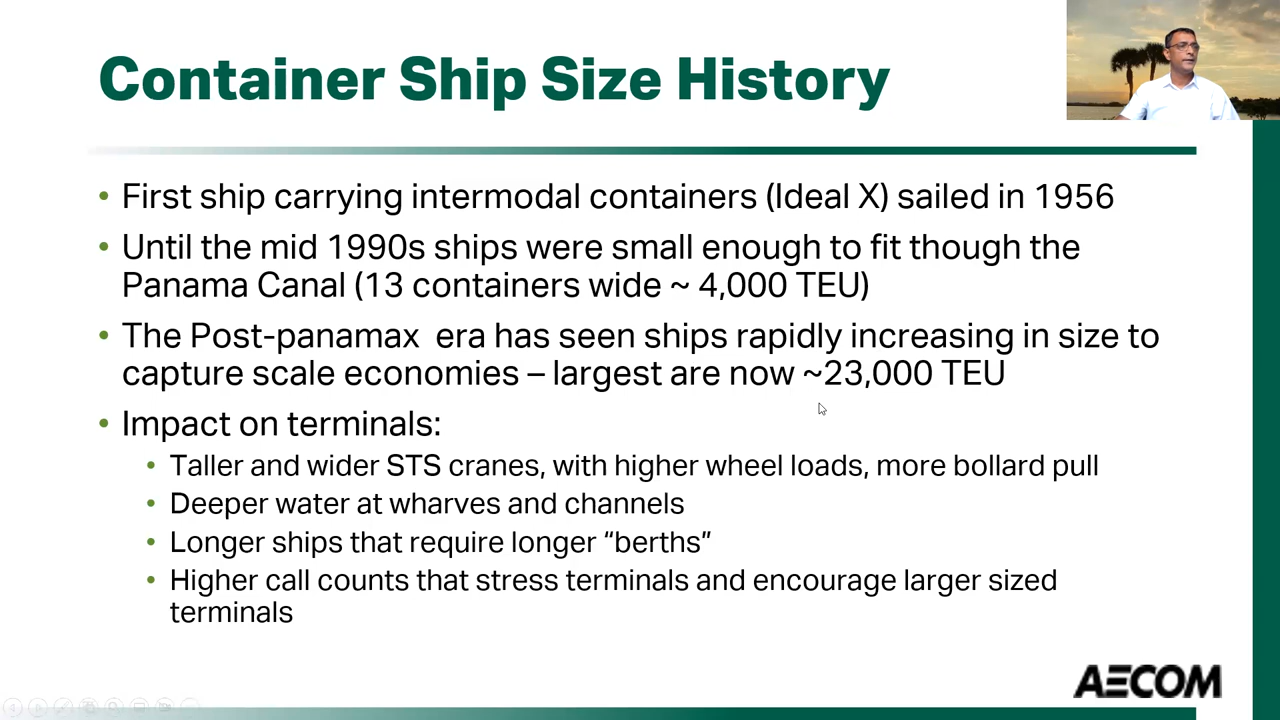 Container Ship Size History
• First ship carrying intermodal containers (Ideal X) sailed in 1956
• Until the mid 1990s ships were small enough to fit though the
Panama Canal (13 containers wide ~ 4,000 TEU)
• The Post-panamax  era has seen ships rapidly increasing in size to
capture scale economies – largest are now ~23,000 TEU
• Impact on terminals:
• Taller and wider STS cranes, with higher wheel loads, more bollard pull
• Deeper water at wharves and channels
• Longer ships that require longer “berths”
• Higher call counts that stress terminals and encourage larger sized
terminals
AECOM